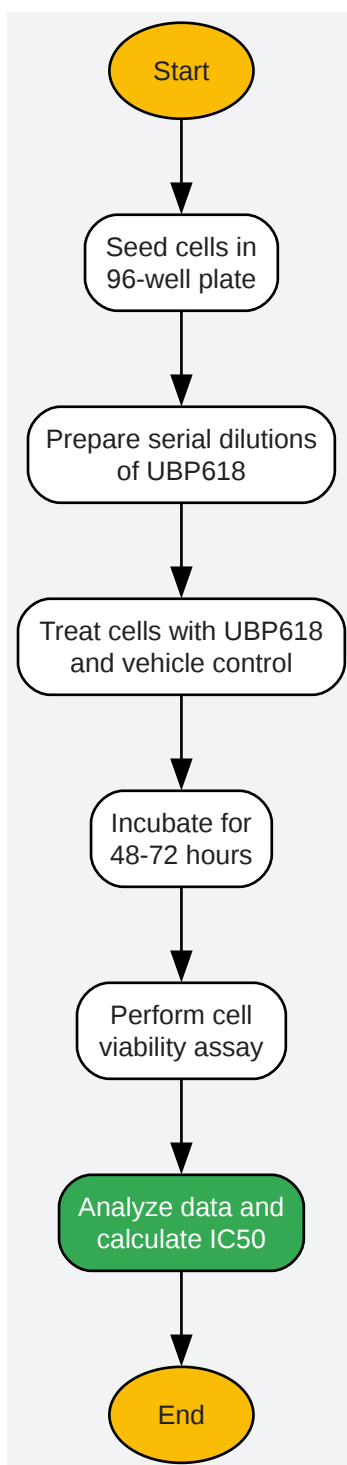 Start
Seed cells in
96-well plate
Prepare serial dilutions
of UBP618
Treat cells with UBP618
and vehicle control
Incubate for
48-72 hours
Perform cell
viability assay
Analyze data and
calculate IC50
End